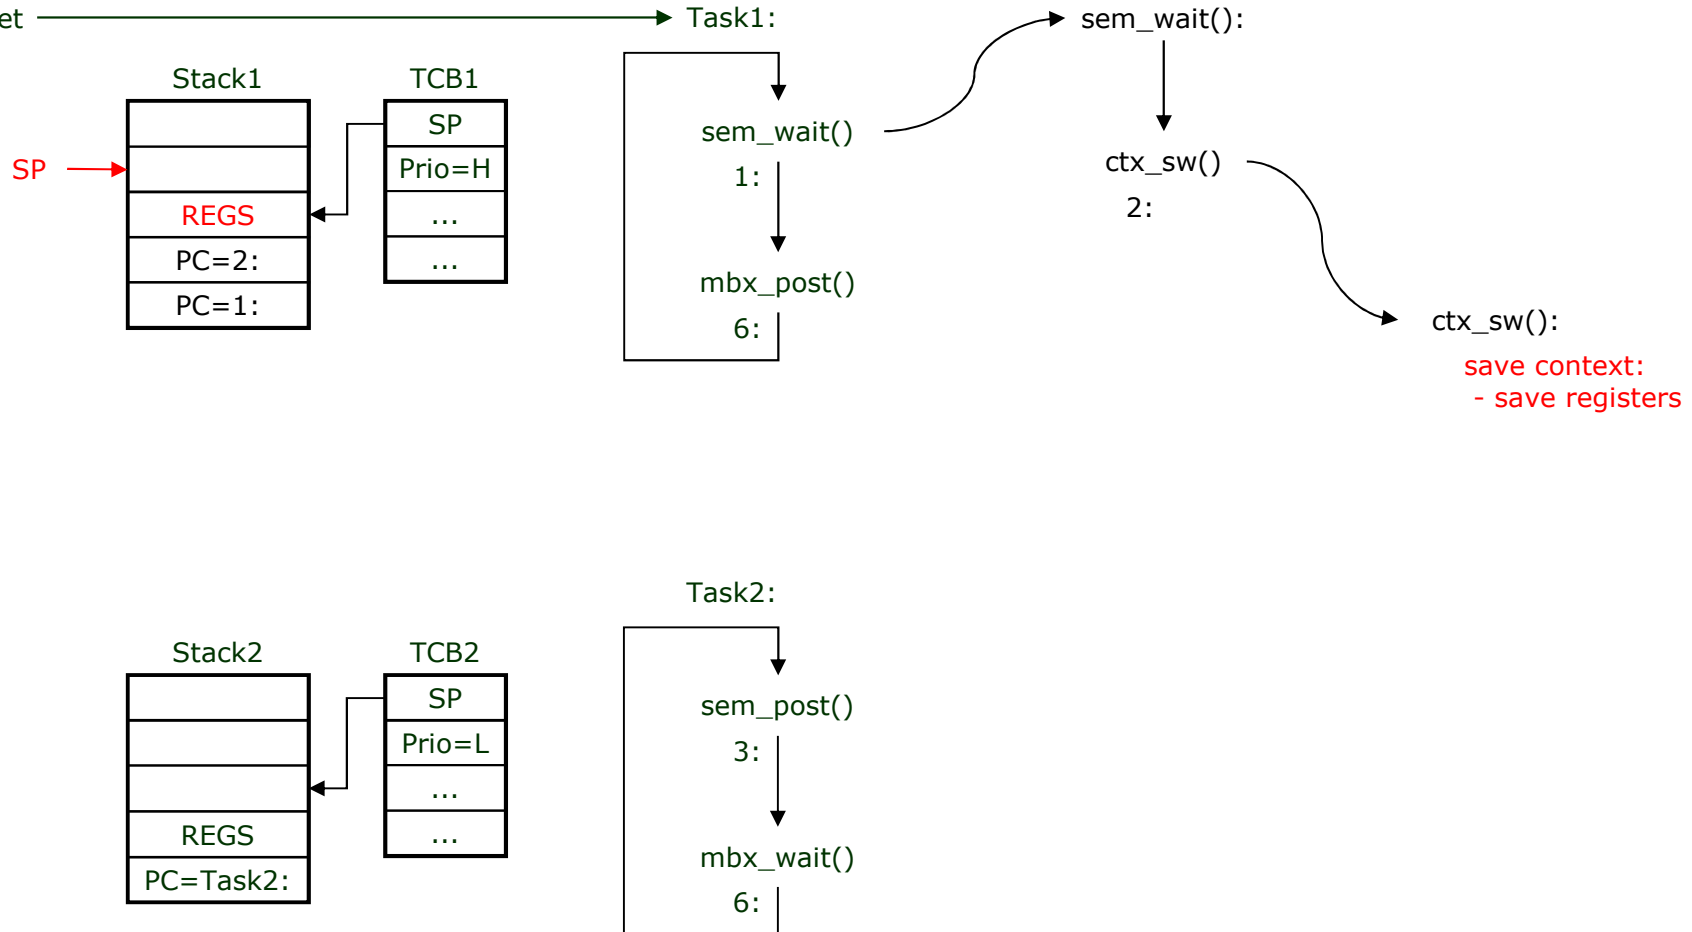 et
Task1:
sem_wait():
Stack1
TCB1
SP
sem_wait()
SP
Prio=H
1:
ctx_sw()
REGS
...
2:
PC=2:
...
mbx_post()
PC=1:
6:
ctx_sw():
save context:
- save registers
Task2:
Stack2
TCB2
SP
sem_post()
Prio=L
3:
...
REGS
...
mbx_wait()
PC=Task2:
6: